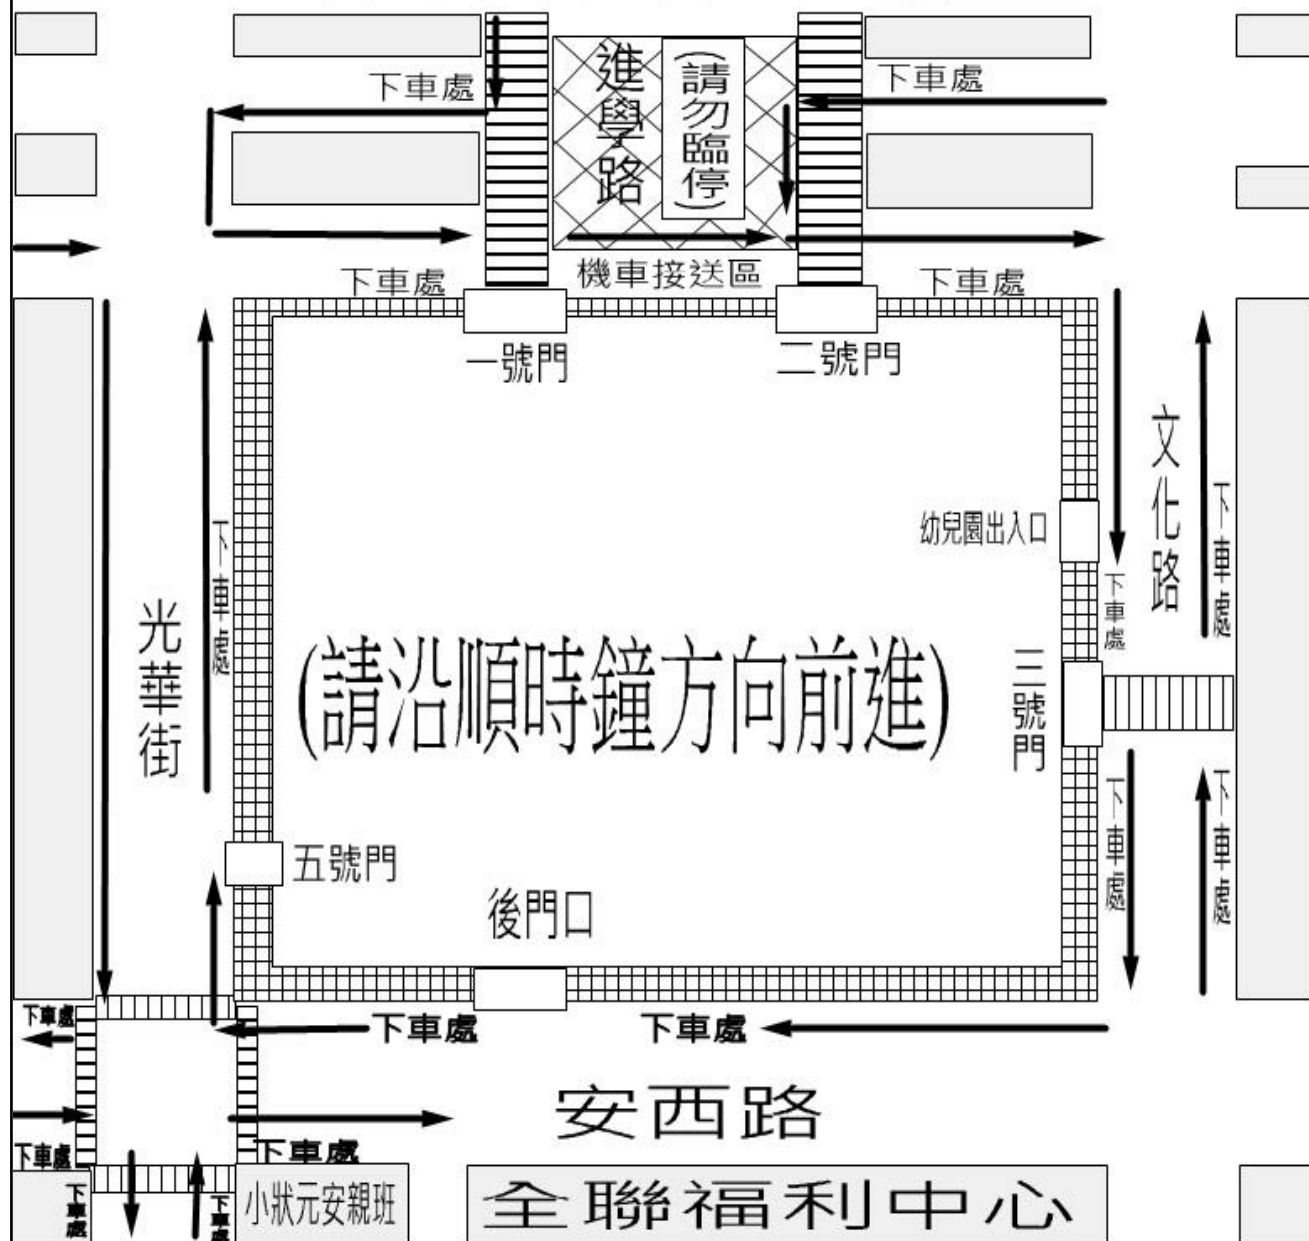 下車處
下車處
進學路
(請勿臨停)
下車處
機車接送區
下車處
一號門
二號門
文化路
下車處
幼兒園出入口
下車處
下車處
光華街
(請沿順時鐘方向前進)
三號門
下車處
下車處
五號門
後門口
下車處
下車處
下車處
安西路
下車處
下車處
下車處
下車處
小狀元安親班
全聯福利中心